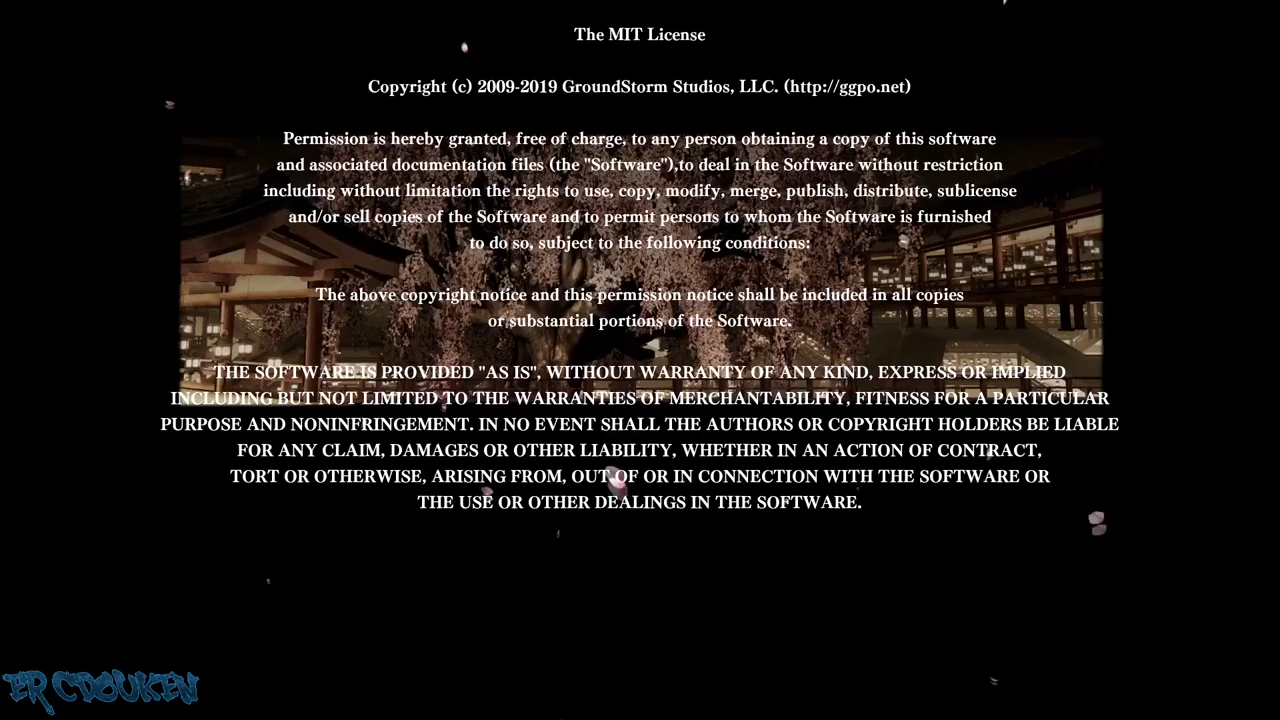 The MIT License
Copyright (c) 2009-2019 GroundStorm Studios, LLC. (http://ggpo.net)
Permission is hereby granted, free of charge, to any person obtaining a copy of this software
and associated documentation files (the "Software"),to deal in the Software without restriction
including without limitation the rights to use, copy, modify, merge, publish, distribute, sublicense
and/or sell copies of the Software and to permit persons to whom the Software is furnished
to do so, subject to the following conditions:
The above copyright notice and this permission notice shall be included in all copies
or substantial portions of the Software.
THE SOFTWARE IS PROVIDED "AS IS", WITHOUT WARRANTY OF ANY KIND, EXPRESS OR IMPLIED
INCLUDING BUT NOT LIMITED TO THE WARRANTIES OF MERCHANTABILITY, FITNESS FOR A PARTICULAR
PURPOSE AND NONINFRINGEMENT. IN NO EVENT SHALL THE AUTHORS OR COPYRIGHT HOLDERS BE LIABLE
FOR ANY CLAIM, DAMAGES OR OTHER LIABILITY, WHETHER IN AN ACTION OF CONTRACT,
TORT OR OTHERWISE, ARISING FROM, OUT OF OR IN CONNECTION WITH THE SOFTWARE OR
THE USE OR OTHER DEALINGS IN THE SOFTWARE.
ER CDOUKEN